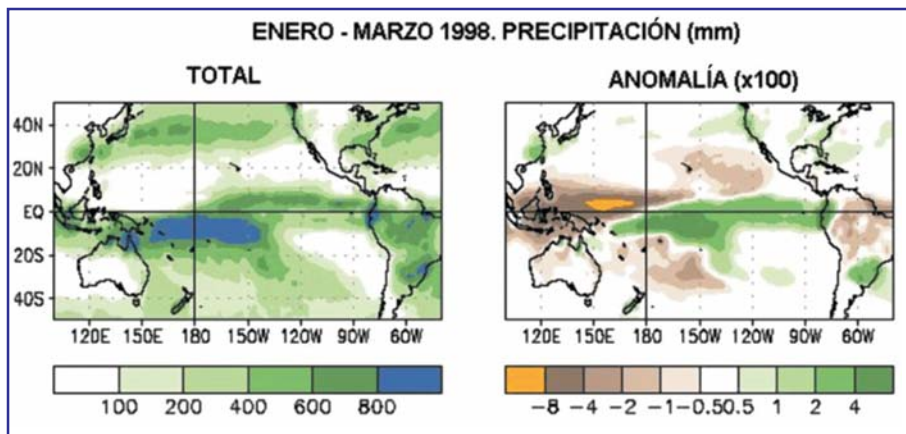 ENERO - MARZO 1998. PRECIPITACIÓN (mm)
TOTAL
40N
20N
EQ
20S
40S
120E 150E 180 150W 120W 90W 60W
100 200 400 600 800
ANOMALÍA (x100)
40N
20N
EQ
20S
40S
120E 150E 180 150W 120W 90W 60W
-8 -4 -2 -1 -0.5 0.5 1 2 4